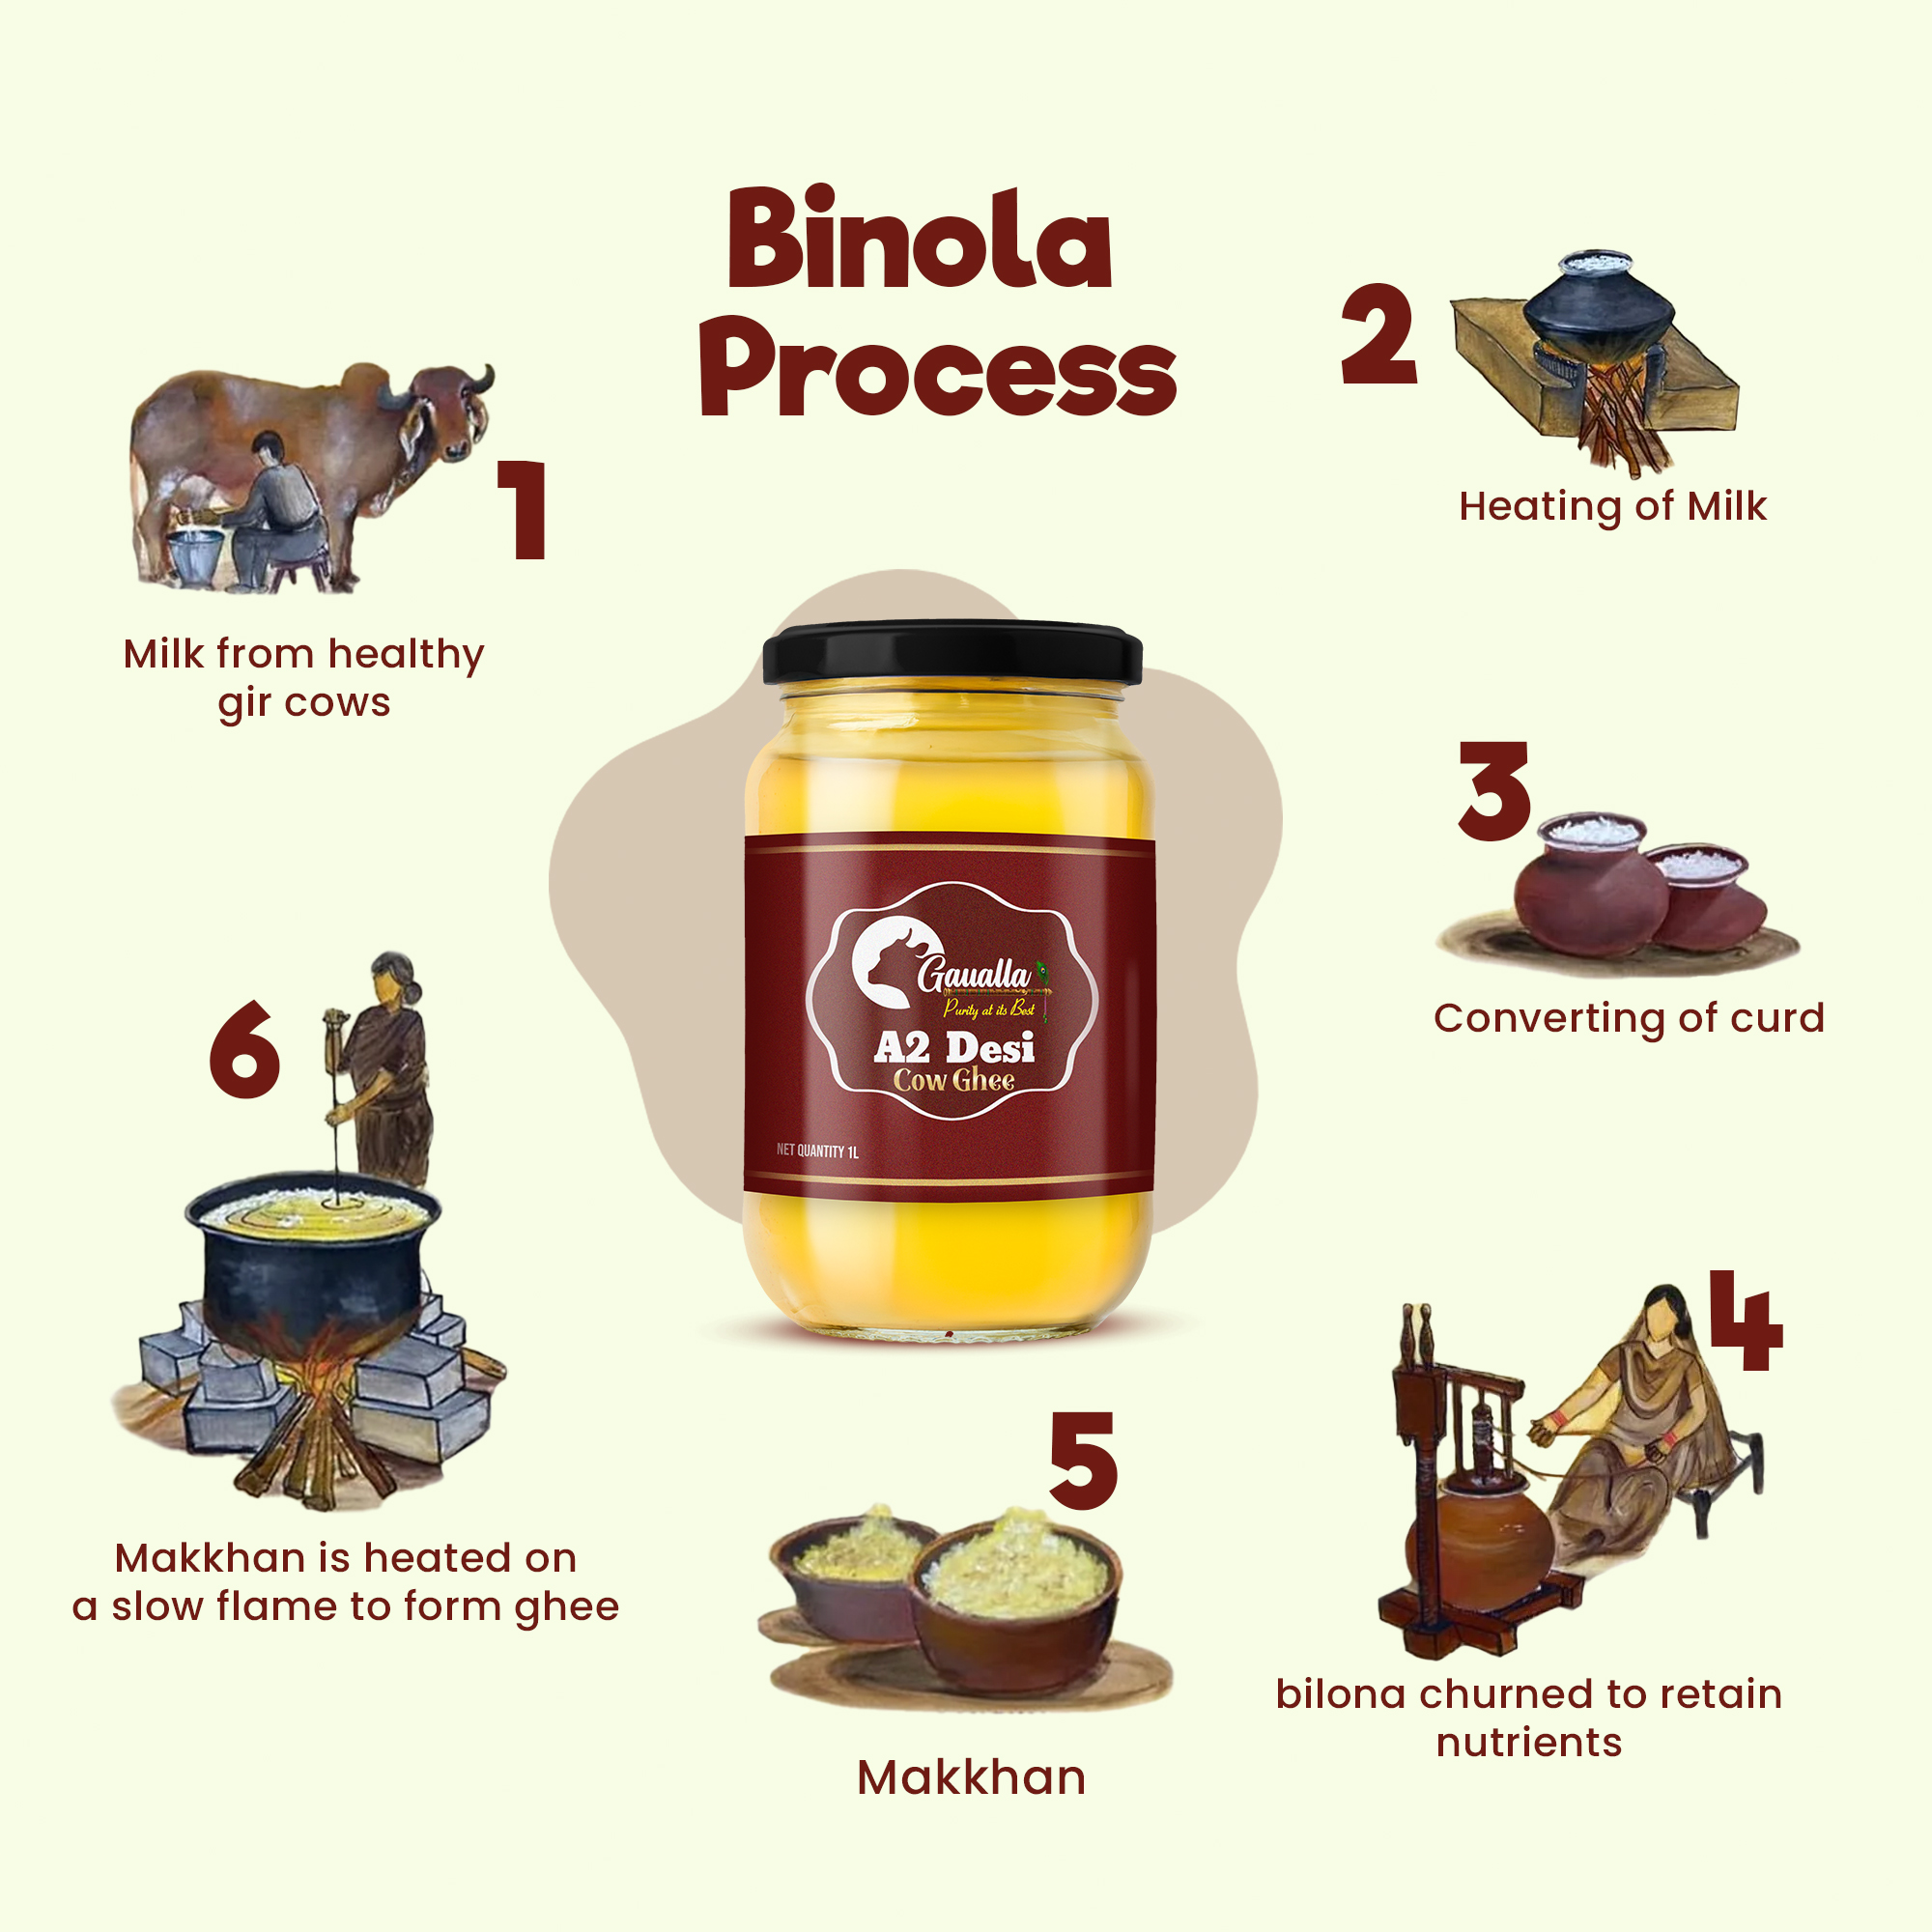 Binola
Process
1
Milk from healthy
gir cows
2
Heating of Milk
3
Converting of curd
4
bilona churned to retain
nutrients
5
Makkhan
6
Makkhan is heated on
a slow flame to form ghee
Gaualla
Purity at its Best
A2 Desi
Cow Ghee
NET QUANTITY 1L